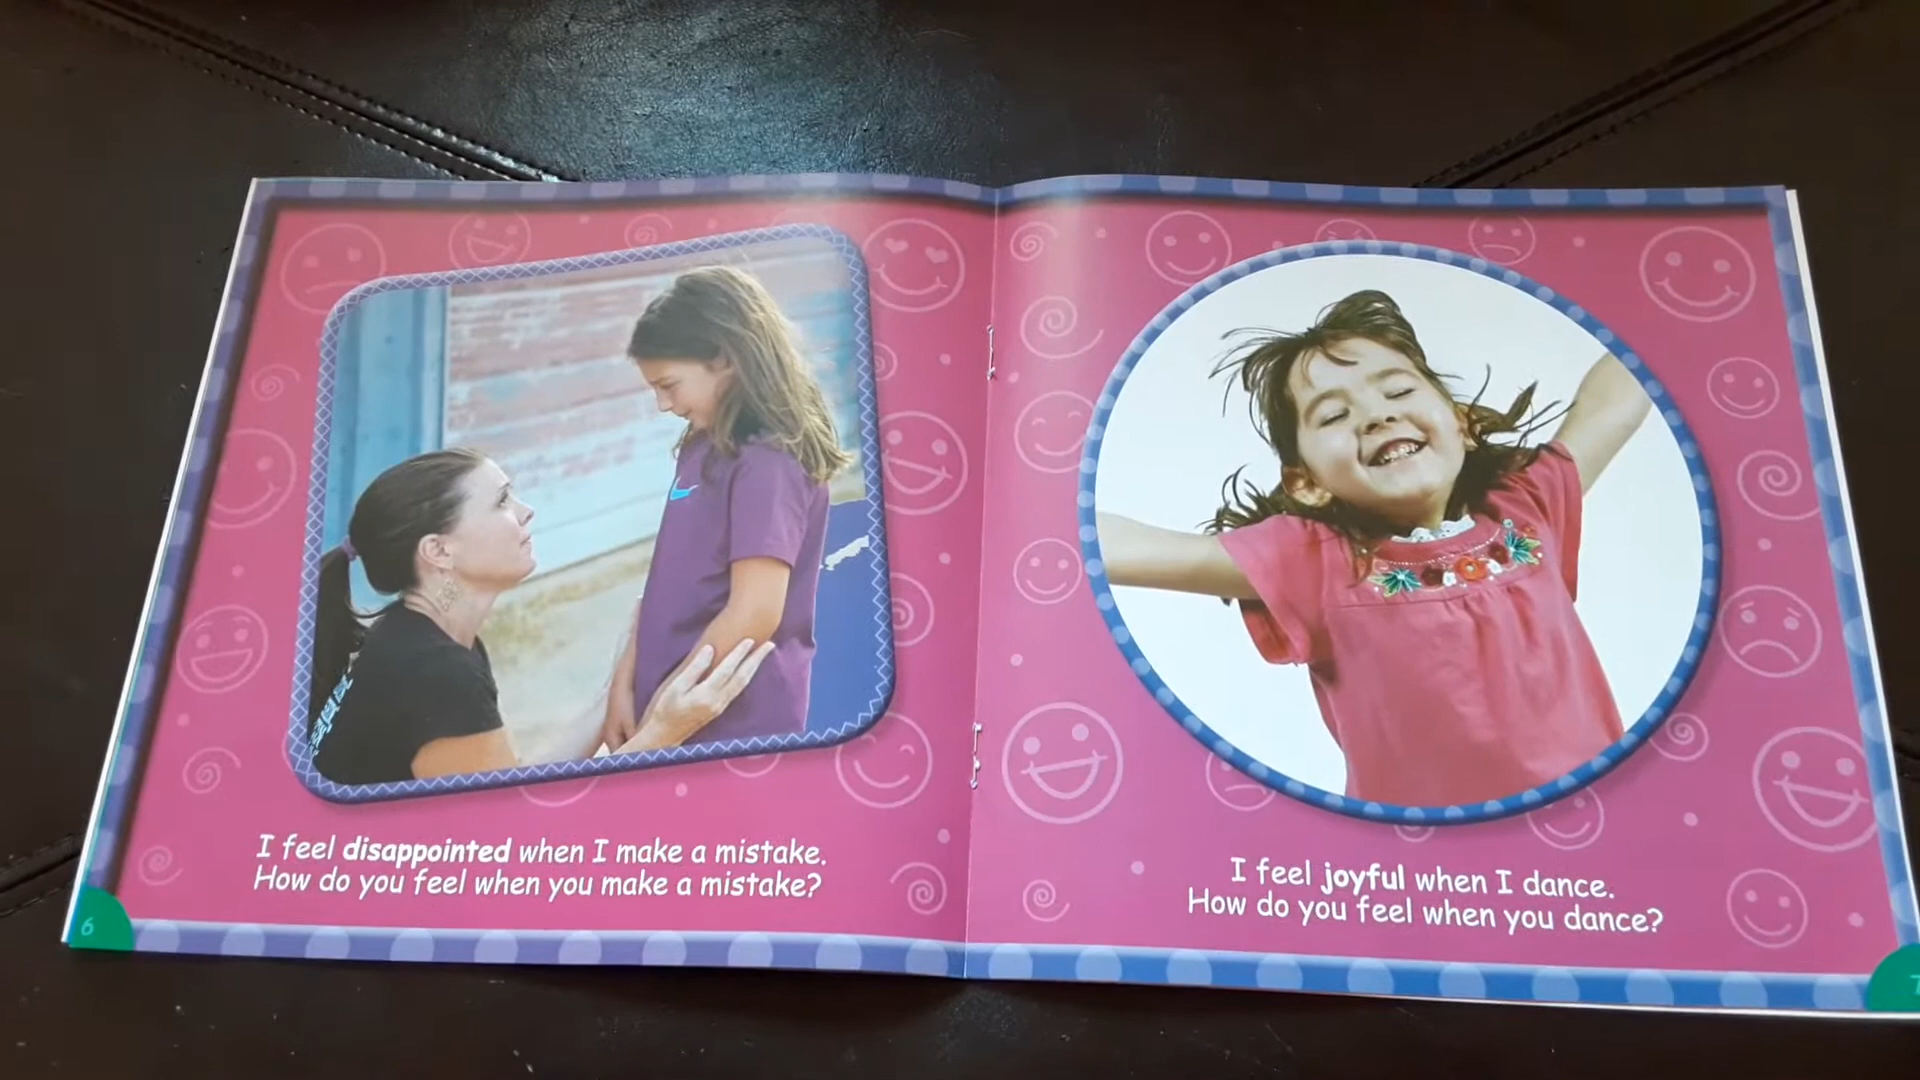 I feel disappointed when I make a mistake.
How do you feel when you make a mistake?
6
I feel joyful when I dance.
How do you feel when you dance?